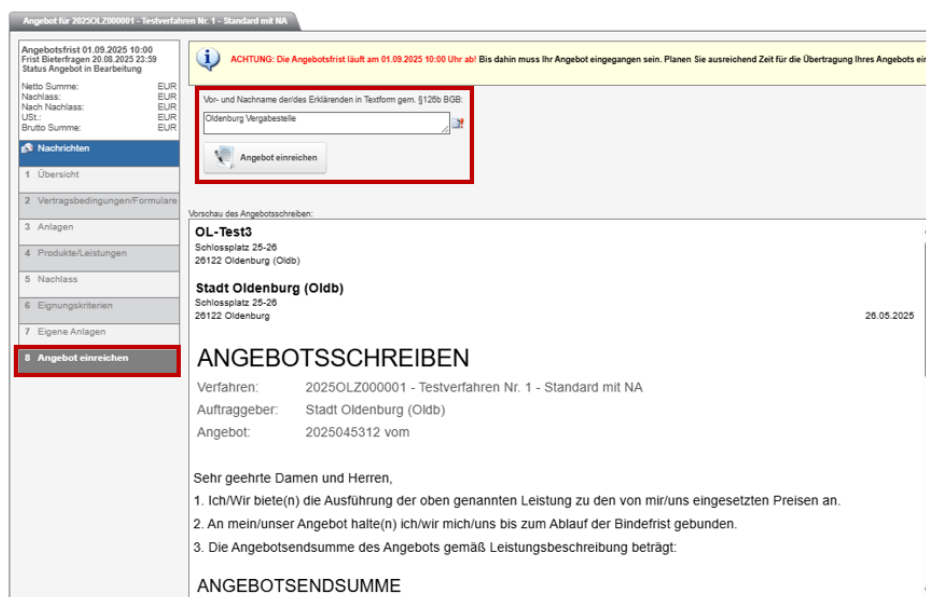 Angebot für 2025OLZ000001 - Testverfahren Nr. 1 - Standard mit NA
Angebotsfrist 01.09.2025 10:00
Frist Bieterfragen 20.08.2025 23:59
Status Angebot in Bearbeitung
Netto Summe: EUR
Nachlass: EUR
Nach Nachlass: EUR
USt.: EUR
Brutto Summe: EUR
Nachrichten
1 Übersicht
2 Vertragsbedingungen/Formulare
3 Anlagen
4 Produkte/Leistungen
5 Nachlass
6 Eignungskriterien
7 Eigene Anlagen
8 Angebot einreichen
ACHTUNG: Die Angebotsfrist läuft am 01.09.2025 10:00 Uhr ab! Bis dahin muss Ihr Angebot eingegangen sein. Planen Sie ausreichend Zeit für die Übertragung Ihres Angebots ei
Vor- und Nachname der/des Erklärenden in Textform gem. §126b BGB:
Oldenburg Vergabestelle
Angebot einreichen
Vorschau des Angebotsschreiben:
OL-Test3
Schlossplatz 25-26
26122 Oldenburg (Oldb)
Stadt Oldenburg (Oldb)
Schlossplatz 25-26
26122 Oldenburg
26.05.2025
ANGEBOTSSCHREIBEN
Verfahren: 2025OLZ000001 - Testverfahren Nr. 1 - Standard mit NA
Auftraggeber: Stadt Oldenburg (Oldb)
Angebot: 2025045312 vom
Sehr geehrte Damen und Herren,
1. Ich/Wir biete(n) die Ausführung der oben genannten Leistung zu den von mir/uns eingesetzten Preisen an.
2. An mein/unser Angebot halte(n) ich/wir mich/uns bis zum Ablauf der Bindefrist gebunden.
3. Die Angebotsendsumme des Angebots gemäß Leistungsbeschreibung beträgt:
ANGEBOTSENDSUMME